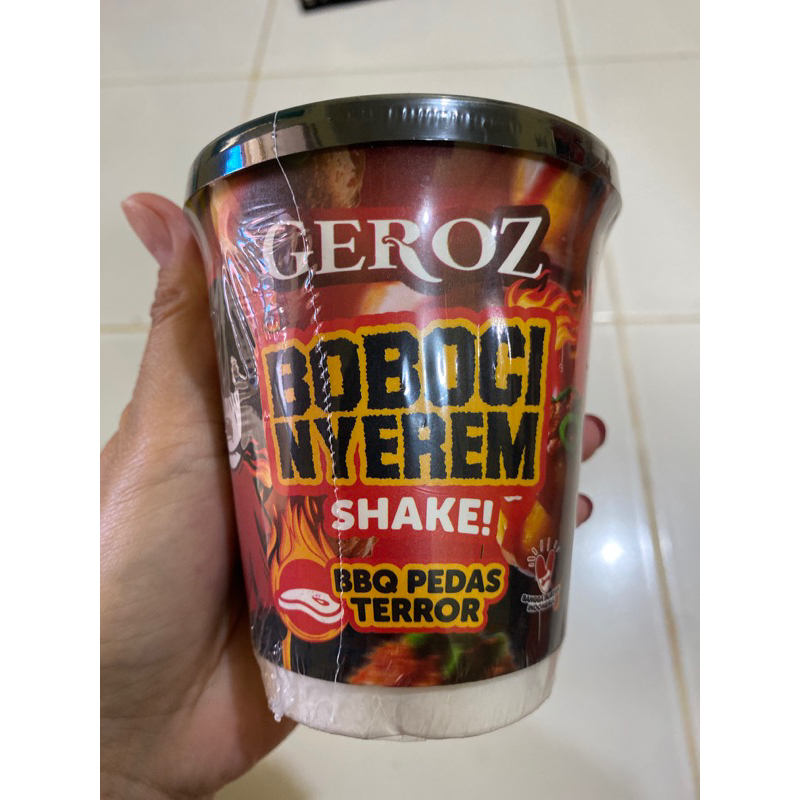 GEROZ
BOBOCI
NYEREM
SHAKE!
BBQ PEDAS
TERROR